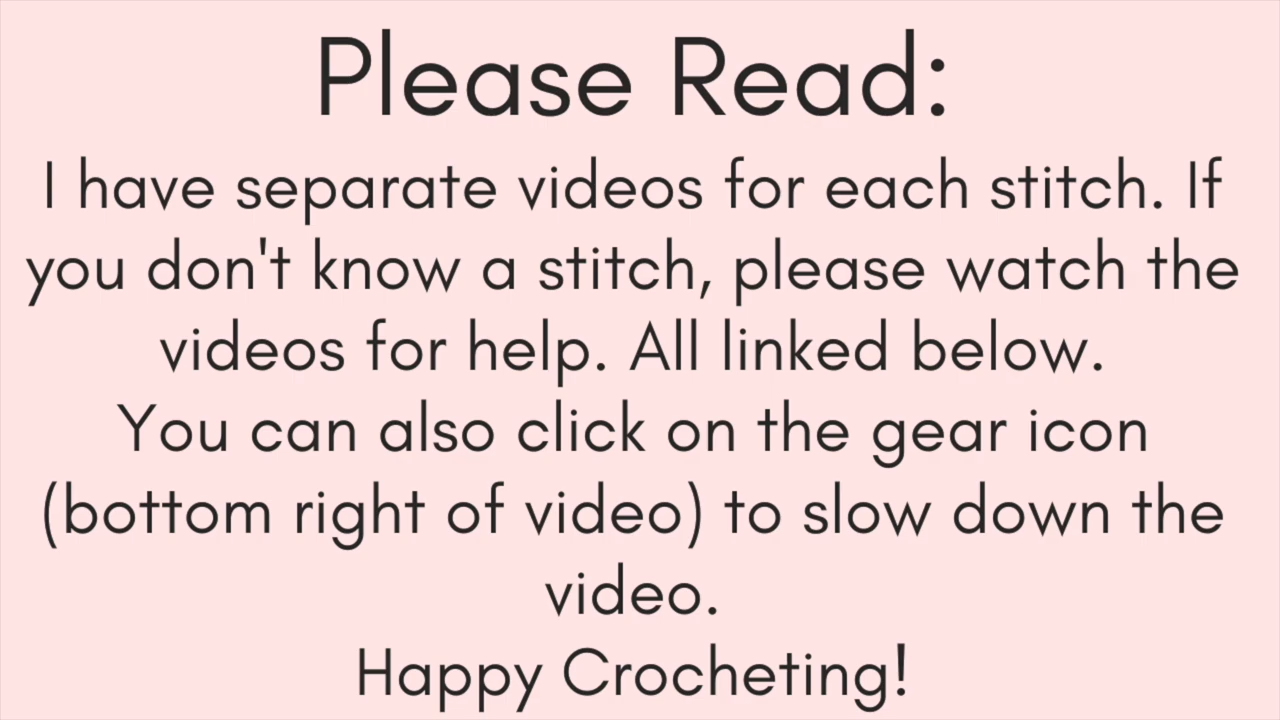 Please Read:
I have separate videos for each stitch. If
you don't know a stitch, please watch the
videos for help. All linked below.
You can also click on the gear icon
(bottom right of video) to slow down the
video.
Happy Crocheting!